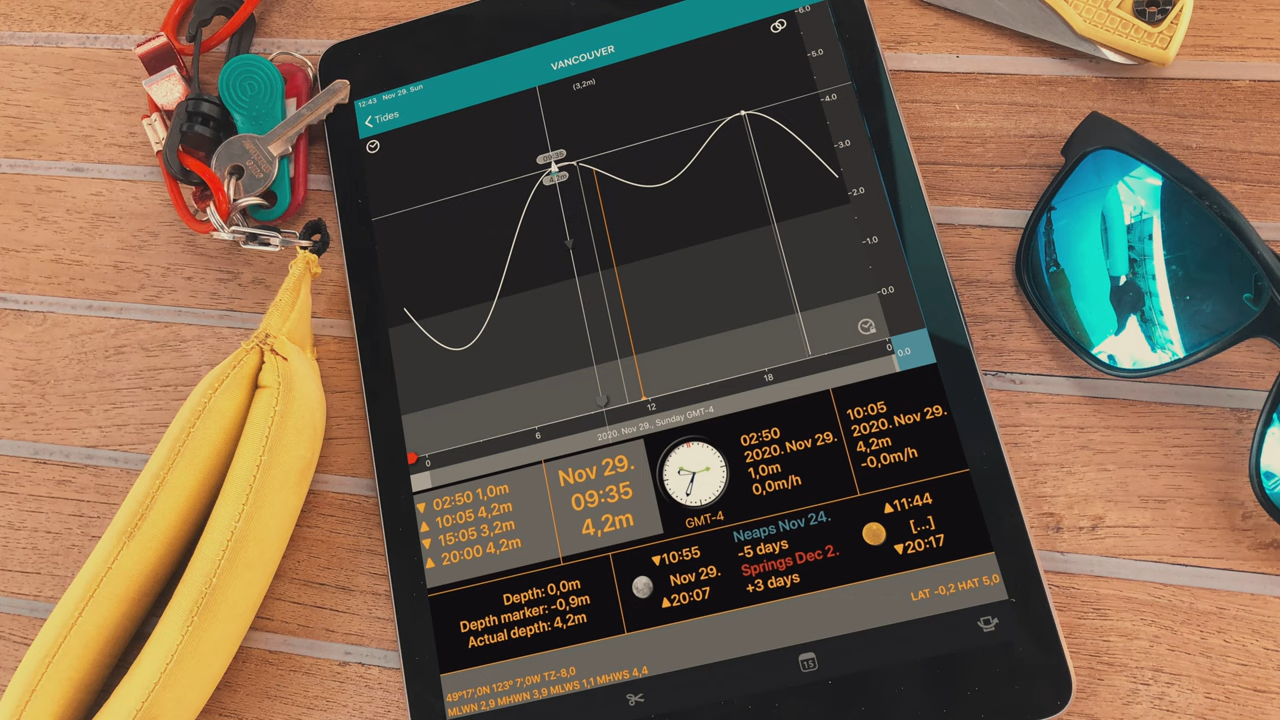 VANCOUVER
12:43 Nov 29. Sun
Tides
(3,2m)
6.0
5.0
4.0
3.0
2.0
1.0
0.0
0.0
09:35
4,2m
0
6
12
18
0
2020. Nov 29., Sunday GMT-4
▼ 02:50 1,0m
▲ 10:05 4,2m
▼ 15:05 3,2m
▲ 20:00 4,2m
Nov 29.
09:35
4,2m
GMT-4
02:50
2020. Nov 29.
1,0m
0,0m/h
10:05
2020. Nov 29.
4,2m
-0,0m/h
Depth: 0,0m
Depth marker: -0,9m
Actual depth: 4,2m
▼10:55
Nov 29.
▲20:07
Neaps Nov 24.
-5 days
Springs Dec 2.
+3 days
▲11:44
[...]
▼20:17
LAT -0,2 HAT 5,0
49°17',0N 123° 7',0W TZ-8,0
MLWN 2,9 MHWN 3,9 MLWS 1,1 MHWS 4,4
15